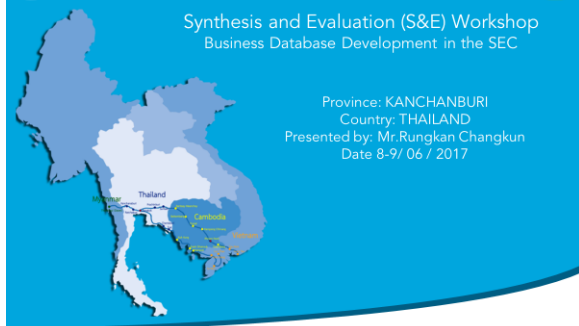 Synthesis and Evaluation (S&E) Workshop
Business Database Development in the SEC
Province: KANCHANBURI
Country: THAILAND
Presented by: Mr.Rungkan Changkun
Date 8-9/ 06 / 2017
Thailand
Myanmar
Cambodia
Vietnam